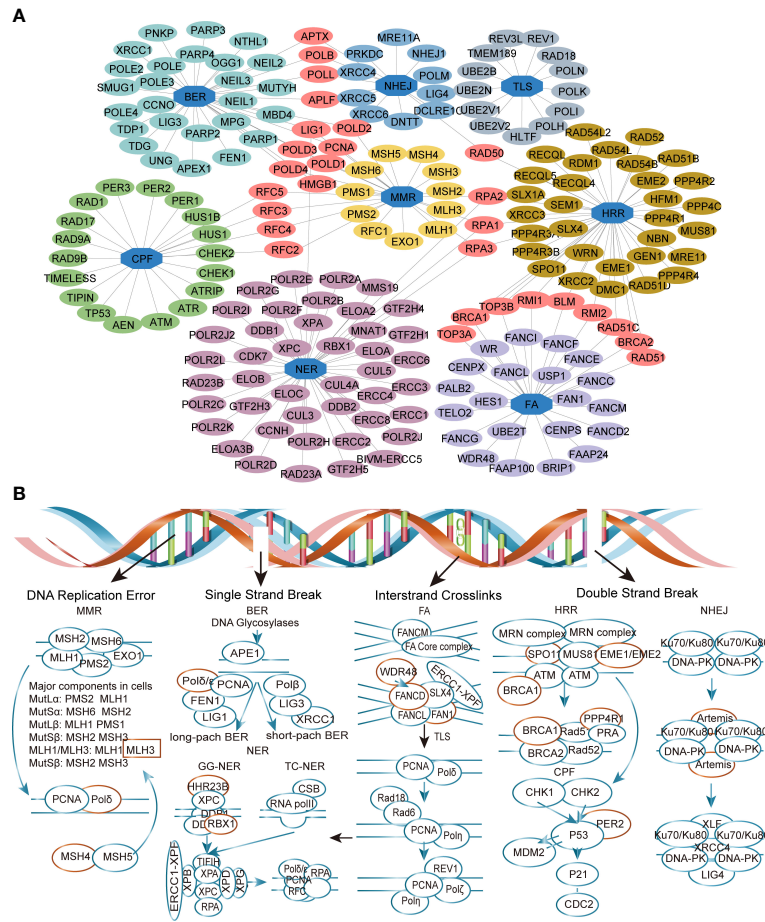 A
PNKP
PARP3
XRCC1
NTHL1
POLE2
POLE
PARP4
OGG1
NEIL2
SMUG1
POLE3
NEIL3
MUTYH
BER
POLE4
CCNO
NEIL1
MBD4
TDP1
LIG3
MPG
TDG
PARP2
PARP1
UNG
APEX1
FEN1
APTX
POLB
POLL
APLF
LIG1
POLD2
POLD3
PCNA
POLD4
POLD1
HMGB1
RFC5
RFC3
RFC4
RFC2
MRE11A
PRKDC
NHEJ1
XRCC4
POLM
NHEJ
LIG4
XRCC5
DCLRE1C
XRCC6
DNTT
REV3L
REV1
TMEM189
RAD18
UBE2B
POLN
TLS
UBE2N
POLK
UBE2V1
POLI
UBE2V2
POLH
HLTF
RAD50
RPA2
RPA1
RPA3
MSH5
MSH4
MSH6
MSH3
PMS1
MMR
MSH2
PMS2
MLH3
RFC1
MLH1
EXO1
RAD54L2
RAD52
RECQL
RAD54L
RAD51B
RDM1
RAD54B
RECQL5
RECQL4
EME2
PPP4R2
SLX1A
SEM1
HFM1
PPP4C
XRCC3
HRR
PPP4R1
SLX4
MUS81
PPP4R3A
NBN
PPP4R3B
WRN
GEN1
MRE11
SPO11
EME1
PPP4R4
XRCC2
DMC1
RAD51D
PER3
PER2
RAD1
PER1
RAD17
HUS1B
RAD9A
HUS1
RAD9B
CPF
CHEK2
TIMELESS
CHEK1
TIPIN
ATRIP
TP53
ATR
AEN
ATM
POLR2E
POLR2A
POLR2G
MMS19
POLR2B
POLR2I
POLR2F
ELOA2
GTF2H4
XPA
POLR2J2
DDB1
MNAT1
GTF2H1
XPC
RBX1
POLR2L
CDK7
ELOA
ERCC6
NER
CUL5
RAD23B
ELOB
CUL4A
ERCC3
ELOC
ERCC4
POLR2C
GTF2H3
DDB2
ERCC1
CUL3
ERCC8
POLR2K
CCNH
POLR2J
ELOA3B
POLR2H
ERCC2
POLR2D
BIVM-ERCC5
RAD23A
GTF2H5
TOP3B
RMI1
BLM
BRCA1
RMI2
TOP3A
RAD51C
BRCA2
RAD51
FANCI
WR
FANCF
CENPX
FANCE
FANCL
USP1
PALB2
FANCC
HES1
FA
FAN1
TELO2
FANCM
UBE2T
CENPS
FANCG
FANCD2
WDR48
FAAP24
FAAP100
BRIP1
B
DNA Replication Error
MMR
MSH2
MSH6
MLH1
EXO1
PMS2
Major components in cells
MutLα: PMS2 MLH1
MutSα: MSH6 MSH2
MutLβ: MLH1 PMS1
MutSβ: MSH2 MSH3
MLH1/MLH3: MLH1 MLH3
MutSβ: MSH2 MSH3
PCNA
Polδ
MSH4
MSH5
Single Strand Break
BER
DNA Glycosylases
APE1
Polδ/ε
PCNA
Polβ
FEN1
LIG3
LIG1
XRCC1
long-pach BER
short-pach BER
NER
GG-NER
TC-NER
HHR23B
CSB
XPC
RNA polII
DDB1
RBX1
ERCC1-XPF
XPB
TIFIH
XPA
XPC
RPA
XPD
XPG
Polδ/ε
RPA
PCNA
RFC
Interstrand Crosslinks
FA
FANCM
FA Core complex
WDR48
ERCC1-XPF
FANCD
SLX4
FANCL
FAN1
TLS
PCNA
Polδ
Rad18
Rad6
PCNA
Polη
REV1
PCNA
Polη
Polζ
Double Strand Break
HRR
MRN complex
MRN complex
SPO11
MUS81
EME1/EME2
ATM
ATM
BRCA1
PPP4R1
BRCA1
Rad5
PRA
BRCA2
Rad52
CPF
CHK1
CHK2
PER2
P53
MDM2
P21
CDC2
NHEJ
Ku70/Ku80
Ku70/Ku80
DNA-PK
DNA-PK
Artemis
Ku70/Ku80
Ku70/Ku80
DNA-PK
DNA-PK
Artemis
XLF
Ku70/Ku80
Ku70/Ku80
XRCC4
DNA-PK
DNA-PK
LIG4